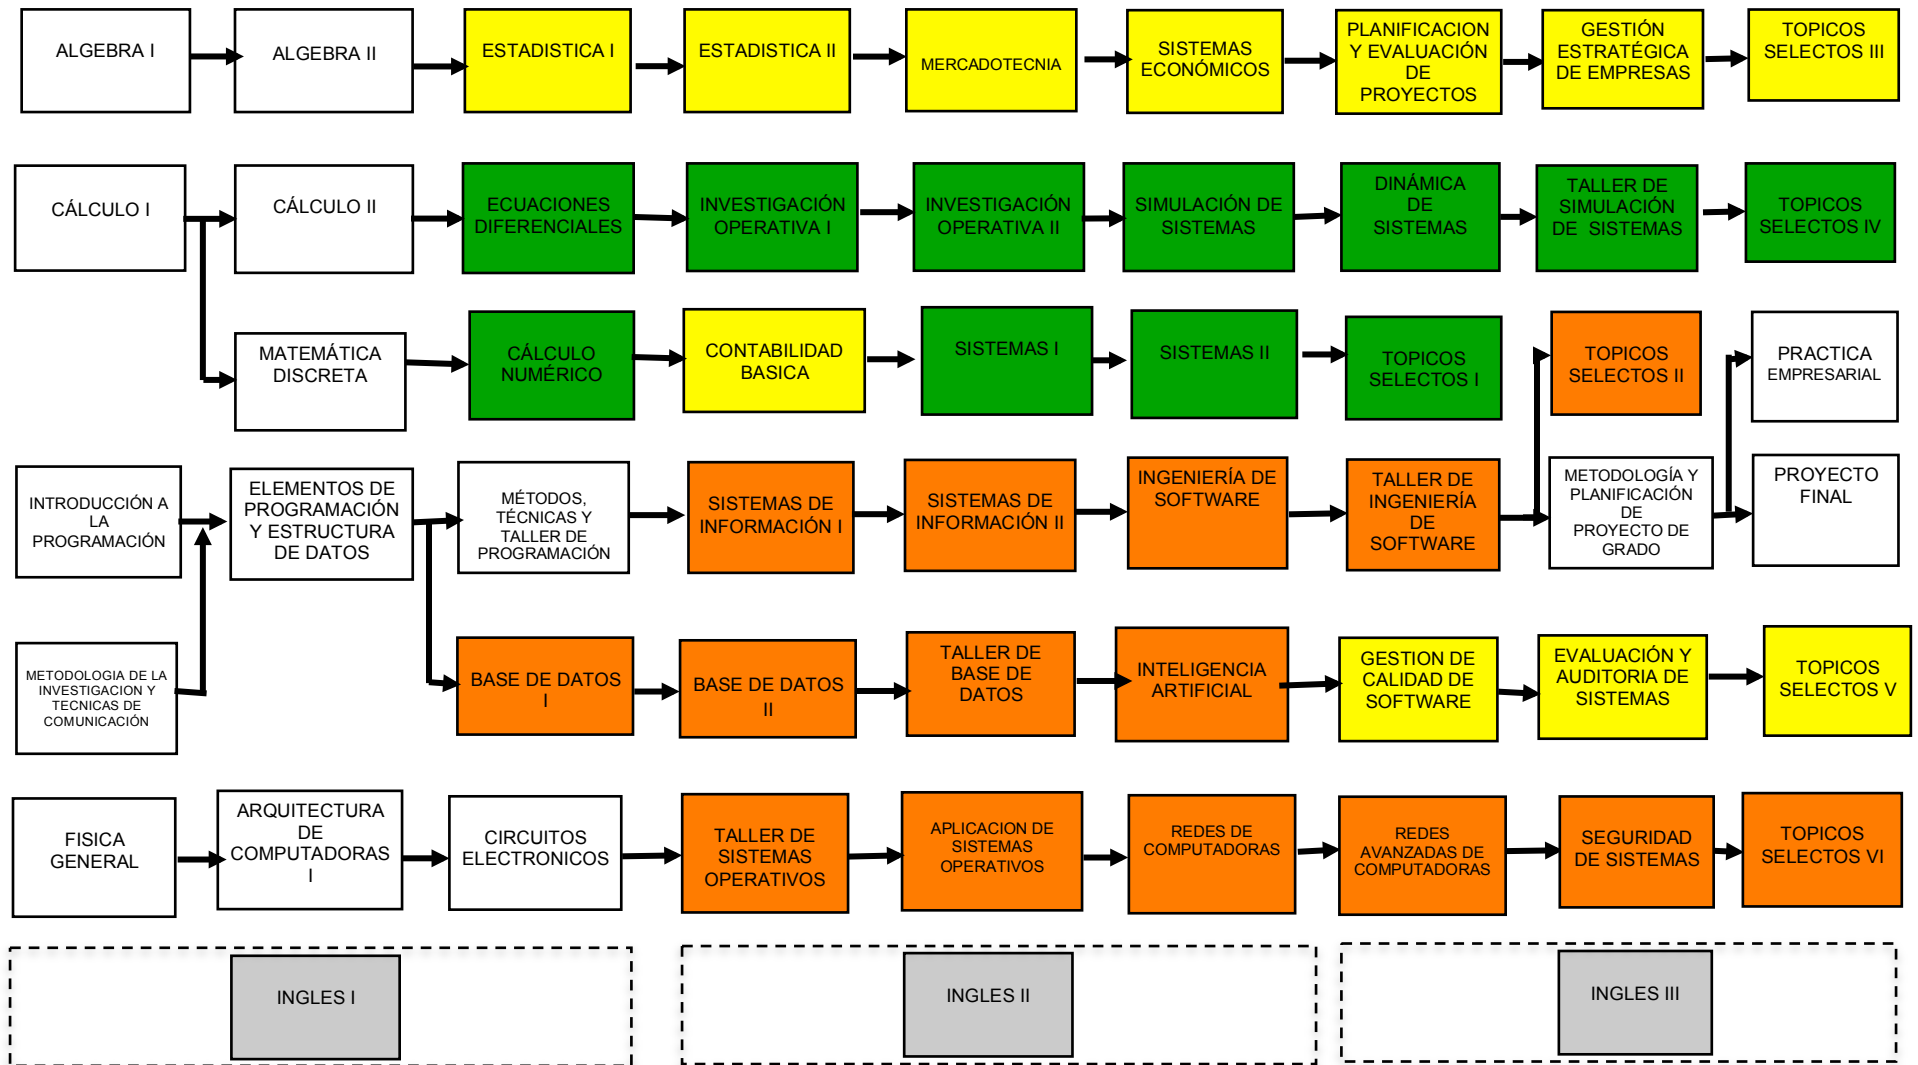 ALGEBRA I
ALGEBRA II
ESTADISTICA I
ESTADISTICA II
MERCADOTECNIA
SISTEMAS
ECONÓMICOS
PLANIFICACION
Y EVALUACIÓN
DE
PROYECTOS
GESTIÓN
ESTRATÉGICA
DE EMPRESAS
TOPICOS
SELECTOS III
CÁLCULO I
CÁLCULO II
ECUACIONES
DIFERENCIALES
INVESTIGACIÓN
OPERATIVA I
INVESTIGACIÓN
OPERATIVA II
SIMULACIÓN DE
SISTEMAS
DINÁMICA
DE
SISTEMAS
TALLER DE
SIMULACIÓN
DE SISTEMAS
TOPICOS
SELECTOS IV
MATEMÁTICA
DISCRETA
CÁLCULO
NUMÉRICO
CONTABILIDAD
BASICA
SISTEMAS I
SISTEMAS II
TOPICOS
SELECTOS I
TOPICOS
SELECTOS II
PRACTICA
EMPRESARIAL
INTRODUCCIÓN A
LA
PROGRAMACIÓN
ELEMENTOS DE
PROGRAMACIÓN
Y ESTRUCTURA
DE DATOS
MÉTODOS,
TÉCNICAS Y
TALLER DE
PROGRAMACIÓN
SISTEMAS DE
INFORMACIÓN I
SISTEMAS DE
INFORMACIÓN II
INGENIERÍA DE
SOFTWARE
TALLER DE
INGENIERÍA
DE
SOFTWARE
METODOLOGÍA Y
PLANIFICACIÓN
DE
PROYECTO DE
GRADO
PROYECTO
FINAL
METODOLOGIA DE LA
INVESTIGACION Y
TECNICAS DE
COMUNICACIÓN
BASE DE DATOS
I
BASE DE DATOS
II
TALLER DE
BASE DE
DATOS
INTELIGENCIA
ARTIFICIAL
GESTION DE
CALIDAD DE
SOFTWARE
EVALUACIÓN Y
AUDITORIA DE
SISTEMAS
TOPICOS
SELECTOS V
FISICA
GENERAL
ARQUITECTURA
DE
COMPUTADORAS
I
CIRCUITOS
ELECTRONICOS
TALLER DE
SISTEMAS
OPERATIVOS
APLICACION DE
SISTEMAS
OPERATIVOS
REDES DE
COMPUTADORAS
REDES
AVANZADAS DE
COMPUTADORAS
SEGURIDAD
DE SISTEMAS
TOPICOS
SELECTOS VI
INGLES I
INGLES II
INGLES III